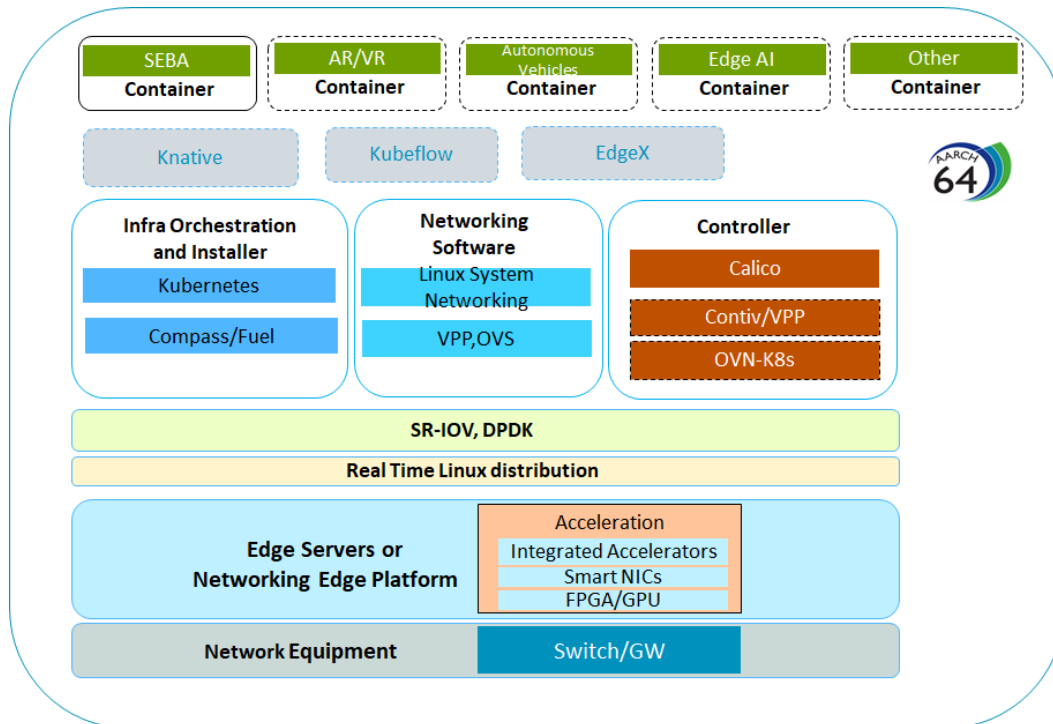 SEBA
Container
AR/VR
Container
Autonomous
Vehicles
Container
Edge AI
Container
Other
Container
Knative
Kubeflow
EdgeX
AARCH
64
Infra Orchestration
and Installer
Kubernetes
Compass/Fuel
Networking
Software
Linux System
Networking
VPP,OVS
Controller
Calico
Contiv/VPP
OVN-K8s
SR-IOV, DPDK
Real Time Linux distribution
Edge Servers or
Networking Edge Platform
Acceleration
Integrated Accelerators
Smart NICs
FPGA/GPU
Network Equipment
Switch/GW